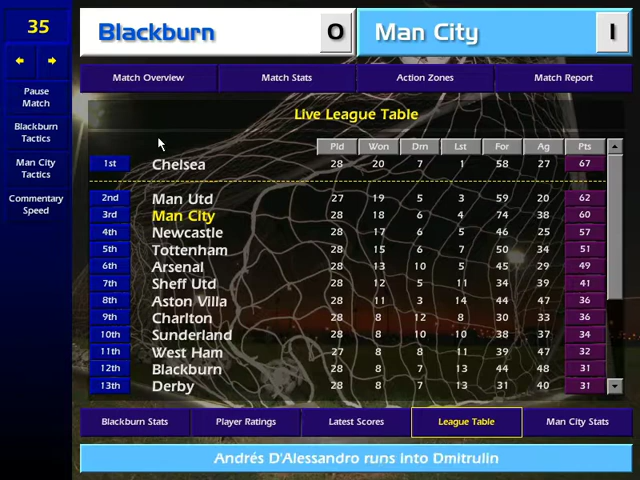 35
Blackburn 0 Man City 1
Match Overview Match Stats Action Zones Match Report
Pause Match
Blackburn Tactics
Man City Tactics
Commentary Speed
Live League Table
Pld Won Drn Lst For Ag Pts
1st Chelsea 28 20 7 1 58 27 67
2nd Man Utd 27 19 5 3 59 20 62
3rd Man City 28 18 6 4 74 38 60
4th Newcastle 28 17 6 5 46 25 57
5th Tottenham 28 15 6 7 50 34 51
6th Arsenal 28 13 10 5 45 29 49
7th Sheff Utd 28 12 5 11 34 39 41
8th Aston Villa 28 11 3 14 44 47 36
9th Charlton 28 8 12 8 30 33 36
10th Sunderland 28 8 10 10 38 37 34
11th West Ham 27 8 8 11 39 47 32
12th Blackburn 28 8 7 13 44 48 31
13th Derby 28 8 7 13 31 40 31
Blackburn Stats Player Ratings Latest Scores League Table Man City Stats
Andrés D'Alessandro runs into Dmitrulin